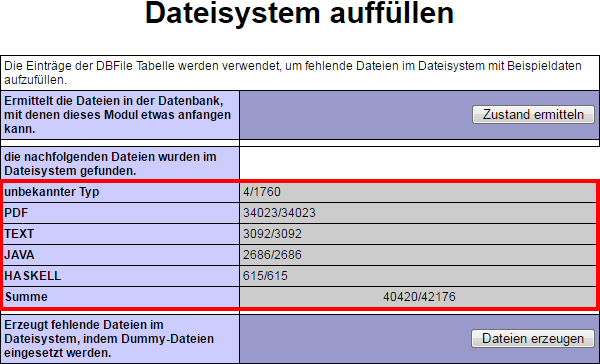 Dateisystem auffüllen
Die Einträge der DBFile Tabelle werden verwendet, um fehlende Dateien im Dateisystem mit Beispieldaten
aufzufüllen.
Ermittelt die Dateien in der Datenbank,
mit denen dieses Modul etwas anfangen
kann.
Zustand ermitteln
die nachfolgenden Dateien wurden im
Dateisystem gefunden.
unbekannter Typ 4/1760
PDF 34023/34023
TEXT 3092/3092
JAVA 2686/2686
HASKELL 615/615
Summe 40420/42176
Erzeugt fehlende Dateien im
Dateisystem, indem Dummy-Dateien
eingesetzt werden.
Dateien erzeugen